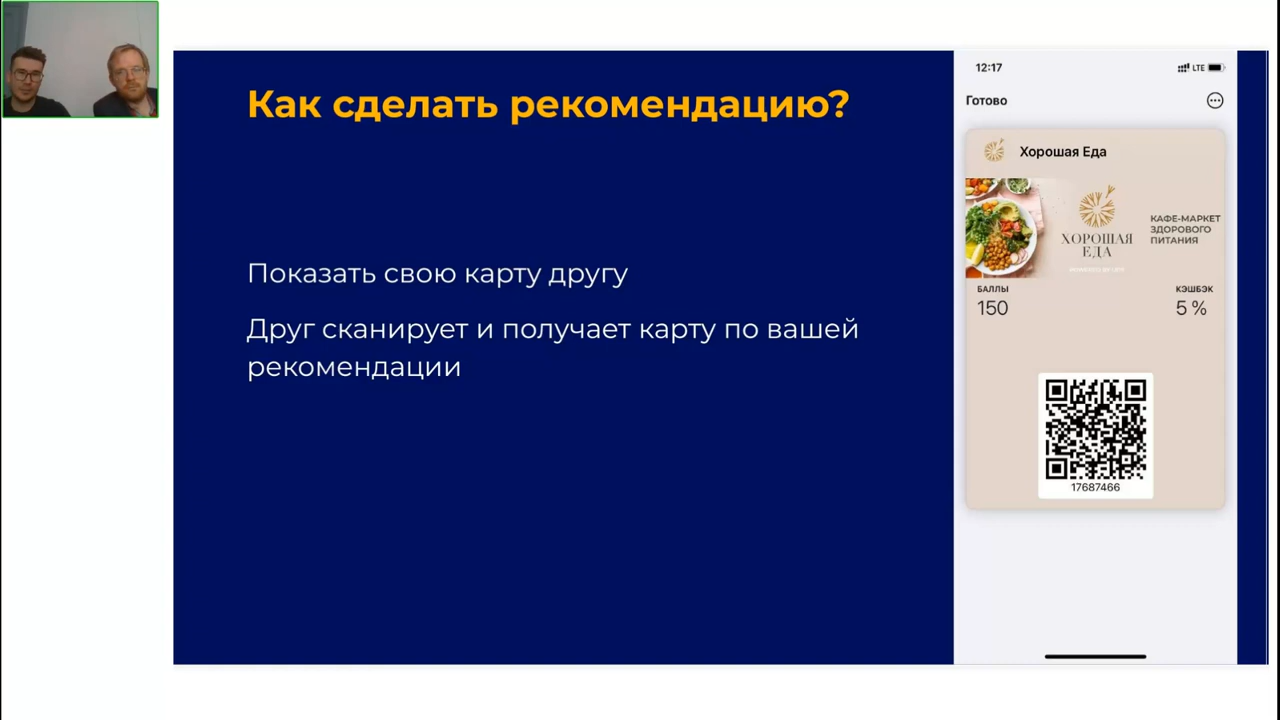 Как сделать рекомендацию?
Показать свою карту другу
Друг сканирует и получает карту по вашей
рекомендации
12:17
LTE
Готово
Хорошая Еда
ХОРОШАЯ
ЕДА
КАФЕ-МАРКЕТ
ЗДОРОВОГО
ПИТАНИЯ
БАЛЛЫ
КЭШБЭК
150
5 %
17687466